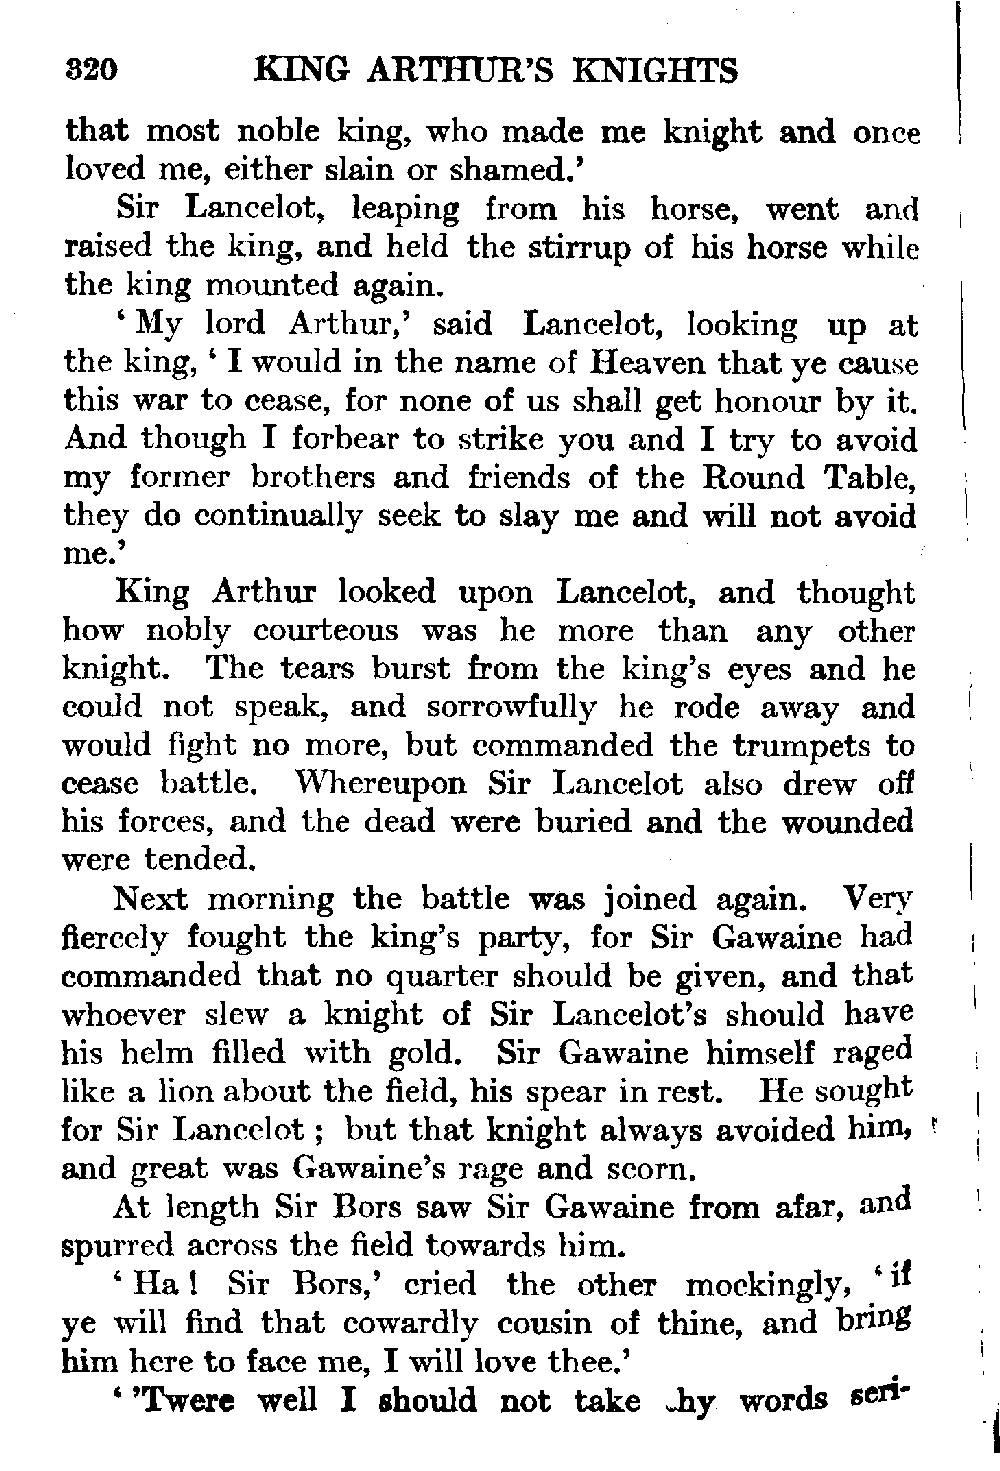 320 KING ARTHUR'S KNIGHTS
that most noble king, who made me knight and once
loved me, either slain or shamed.'
Sir Lancelot, leaping from his horse, went and
raised the king, and held the stirrup of his horse while
the king mounted again.
' My lord Arthur,' said Lancelot, looking up at
the king, ' I would in the name of Heaven that ye cause
this war to cease, for none of us shall get honour by it.
And though I forbear to strike you and I try to avoid
my former brothers and friends of the Round Table,
they do continually seek to slay me and will not avoid
me.'
King Arthur looked upon Lancelot, and thought
how nobly courteous was he more than any other
knight. The tears burst from the king's eyes and he
could not speak, and sorrowfully he rode away and
would fight no more, but commanded the trumpets to
cease battle. Whereupon Sir Lancelot also drew off
his forces, and the dead were buried and the wounded
were tended.
Next morning the battle was joined again. Very
fiercely fought the king's party, for Sir Gawaine had
commanded that no quarter should be given, and that
whoever slew a knight of Sir Lancelot's should have
his helm filled with gold. Sir Gawaine himself raged
like a lion about the field, his spear in rest. He sought
for Sir Lancelot ; but that knight always avoided him,
and great was Gawaine's rage and scorn.
At length Sir Bors saw Sir Gawaine from afar, and
spurred across the field towards him.
' Ha ! Sir Bors,' cried the other mockingly, ' if
ye will find that cowardly cousin of thine, and bring
him here to face me, I will love thee.'
' 'Twere well I should not take hy words seri-